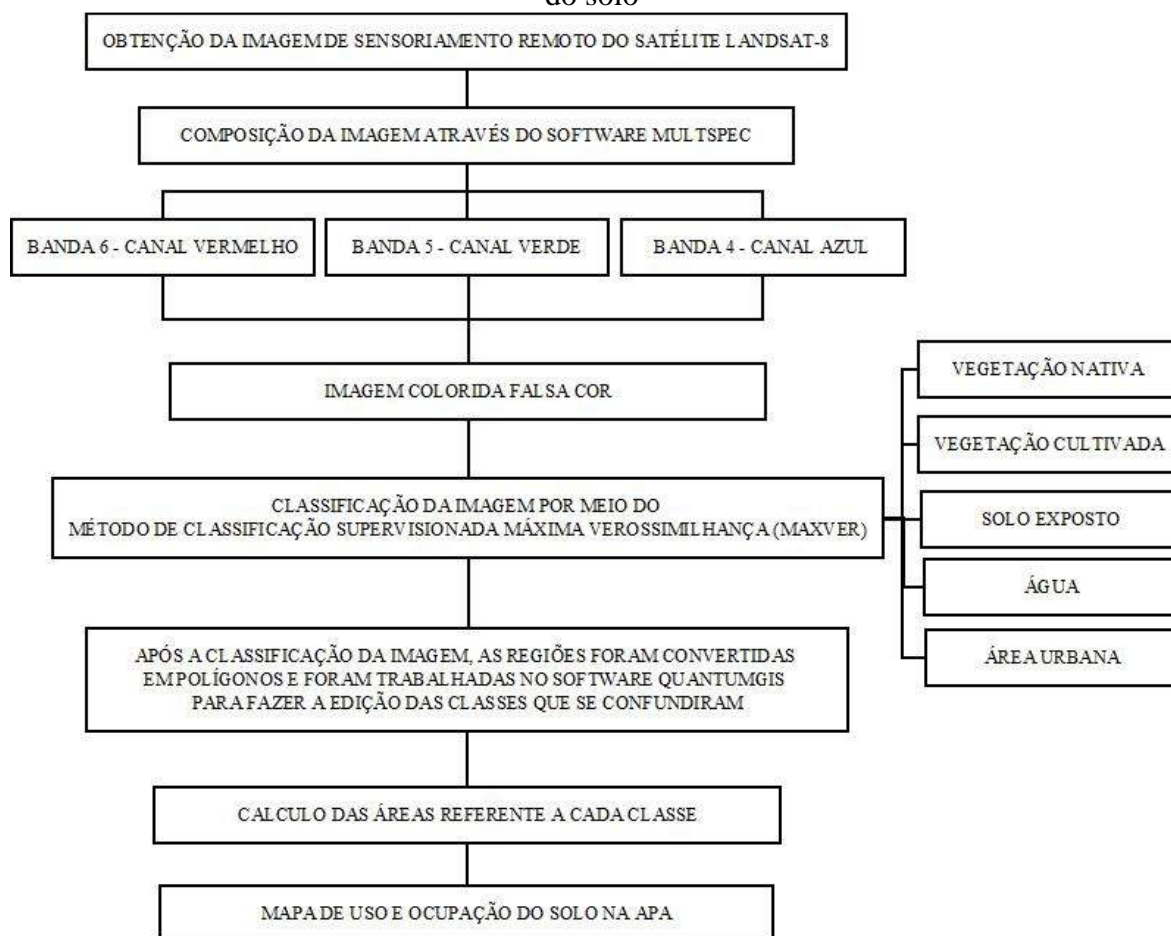 do solo
OBTENÇÃO DA IMAGEM DE SENSORIAMENTO REMOTO DO SATÉLITE LANDSAT-8
COMPOSIÇÃO DA IMAGEM ATRAVÉS DO SOFTWARE MULTSPEC
BANDA 6 - CANAL VERMELHO
BANDA 5 - CANAL VERDE
BANDA 4 - CANAL AZUL
IMAGEM COLORIDA FALSA COR
CLASSIFICAÇÃO DA IMAGEM POR MEIO DO
MÉTODO DE CLASSIFICAÇÃO SUPERVISIONADA MÁXIMA VEROSSIMILHANÇA (MAXVER)
VEGETAÇÃO NATIVA
VEGETAÇÃO CULTIVADA
SOLO EXPOSTO
ÁGUA
ÁREA URBANA
APÓS A CLASSIFICAÇÃO DA IMAGEM, AS REGIÕES FORAM CONVERTIDAS
EM POLÍGONOS E FORAM TRABALHADAS NO SOFTWARE QUANTUMGIS
PARA FAZER A EDIÇÃO DAS CLASSES QUE SE CONFUNDIRAM
CALCULO DAS ÁREAS REFERENTE A CADA CLASSE
MAPA DE USO E OCUPAÇÃO DO SOLO NA APA